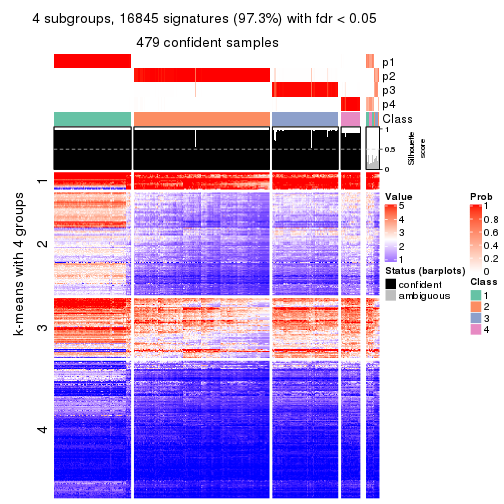 4 subgroups, 16845 signatures (97.3%) with fdr < 0.05
479 confident samples
p1
p2
p3
p4
Class
1
0.5
0
Silhouette
score
k-means with 4 groups
1
2
3
4
Value
5
4
3
2
1
Status (barplots)
confident
ambiguous
Prob
1
0.8
0.6
0.4
0.2
0
Class
1
2
3
4